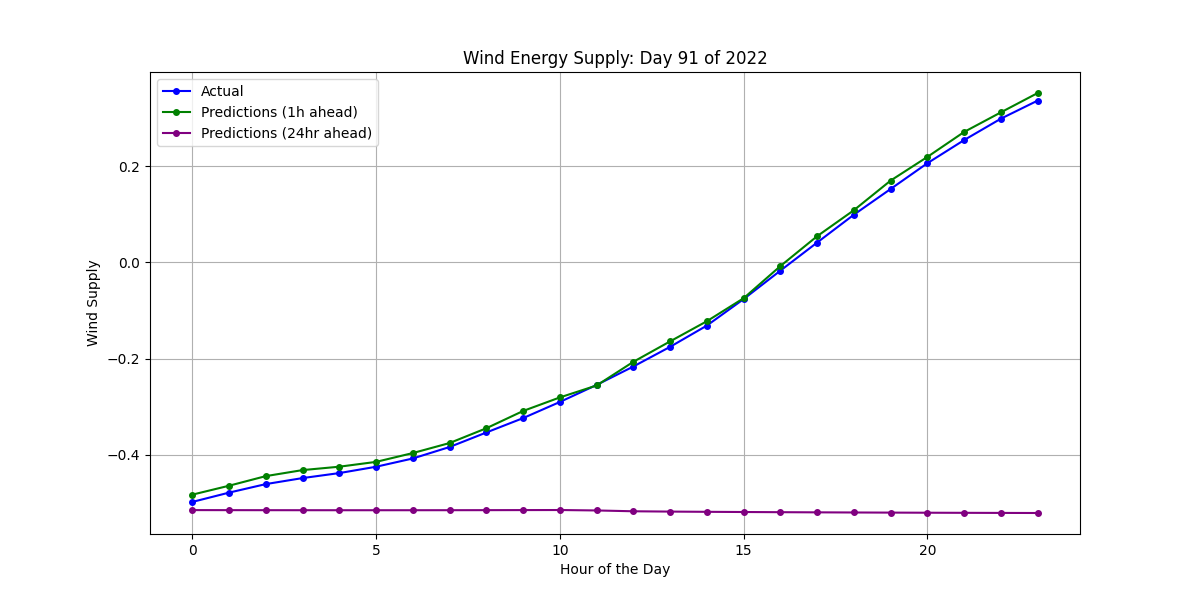 Wind Energy Supply: Day 91 of 2022
Actual
Predictions (1h ahead)
Predictions (24hr ahead)
0.2
0.0
−0.2
−0.4
Wind Supply
0 5 10 15 20
Hour of the Day